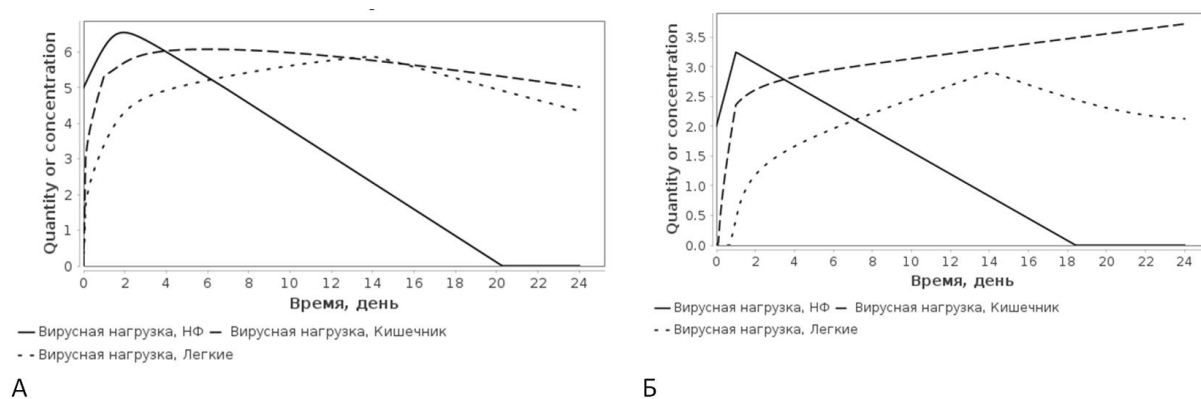 Quantity or concentration
6
5
4
3
2
1
0
0 2 4 6 8 10 12 14 16 18 20 22 24
Время, день
Вирусная нагрузка, НФ Вирусная нагрузка, Кишечник
Вирусная нагрузка, Легкие
А
Quantity or concentration
3.5
3.0
2.5
2.0
1.5
1.0
0.5
0.0
0 2 4 6 8 10 12 14 16 18 20 22 24
Время, день
Вирусная нагрузка, НФ Вирусная нагрузка, Кишечник
Вирусная нагрузка, Легкие
Б